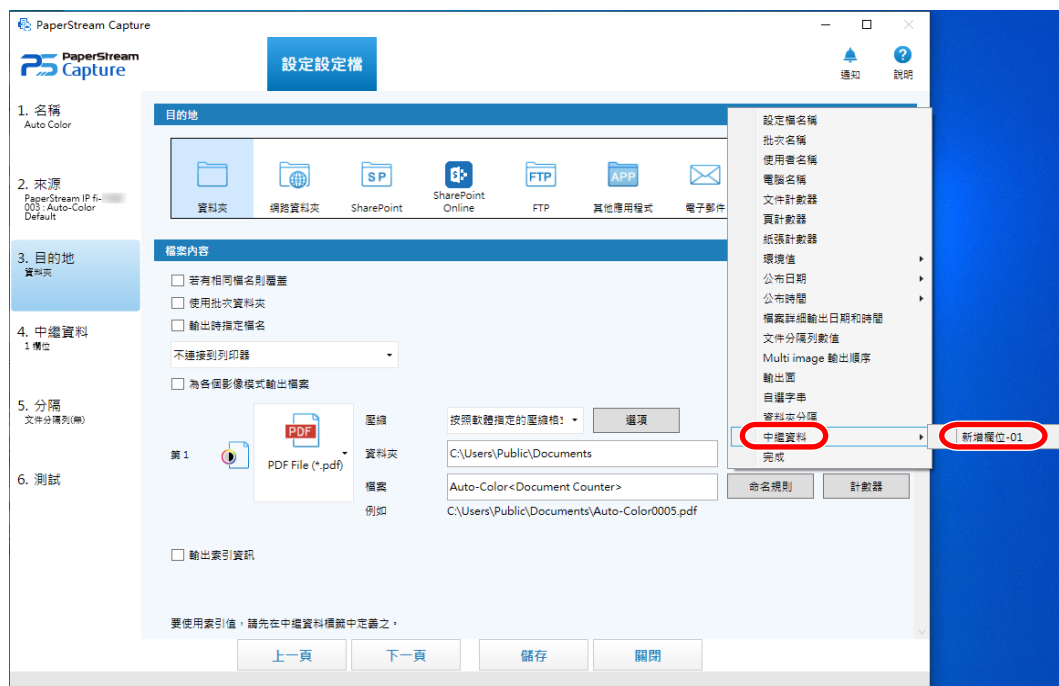 PaperStream Capture
PaperStream
Capture
設定設定檔
通知
說明
1. 名稱
Auto Color
2. 來源
PaperStream IP fi-
003 : Auto-Color
Default
3. 目的地
資料夾
4. 中繼資料
1 欄位
5. 分隔
文件分隔列(無)
6. 測試
目的地
資料夾
網路資料夾
SP
SharePoint
SharePoint
Online
FTP
FTP
APP
其他應用程式
電子郵件
檔案內容
若有相同檔名則覆蓋
使用批次資料夾
輸出時指定檔名
不連接到列印器
為各個影像模式輸出檔案
第 1
PDF
PDF File (*.pdf)
壓縮
按照軟體指定的壓縮格式
選項
資料夾
C:\Users\Public\Documents
檔案
Auto-Color<Document Counter>
命名規則
計數器
例如
C:\Users\Public\Documents\Auto-Color0005.pdf
輸出索引資訊
要使用索引值，請先在中繼資料標籤中定義之。
上一頁
下一頁
儲存
關閉
設定檔名稱
批次名稱
使用者名稱
電腦名稱
文件計數器
頁計數器
紙張計數器
環境值
公布日期
公布時間
檔案詳細輸出日期和時間
文件分隔列數值
Multi image 輸出順序
輸出面
自選字串
資料夾分隔
中繼資料
完成
新增欄位-01